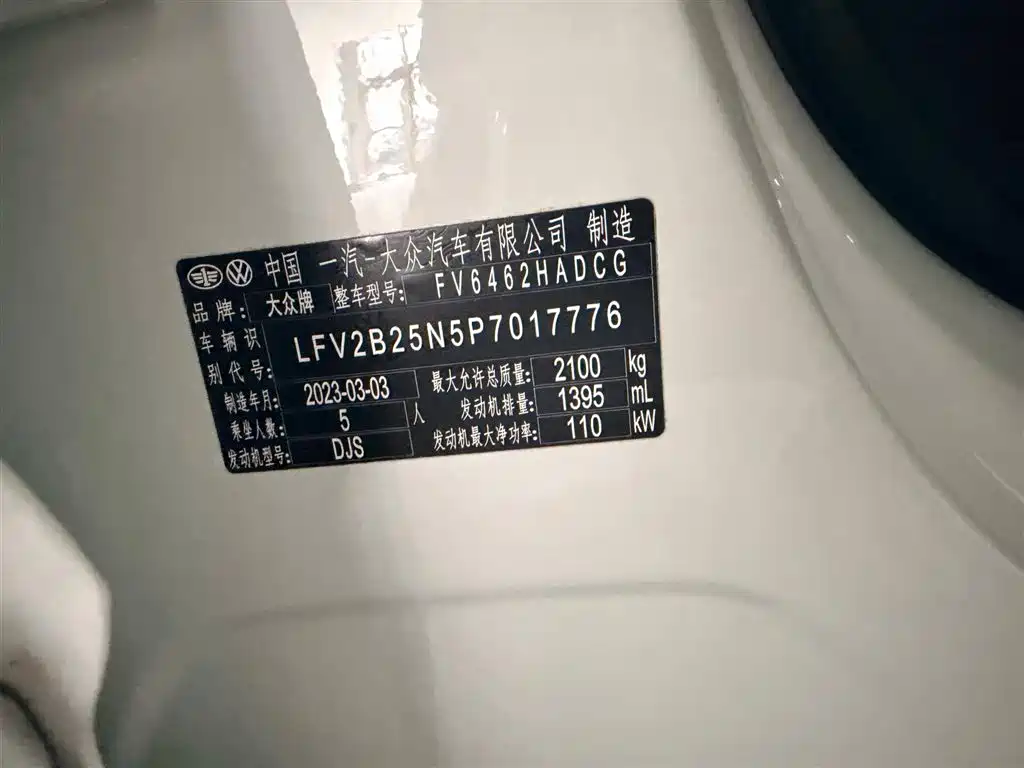 中国 一汽-大众汽车有限公司 制造
品牌: 大众牌 整车型号: FV6462HADCG
车辆识别代号: LFV2B25N5P7017776
制造年月: 2023-03-03 最大允许总质量: 2100 kg
乘坐人数: 5 人 发动机排量: 1395 mL
发动机型号: DJS 发动机最大净功率: 110 kW